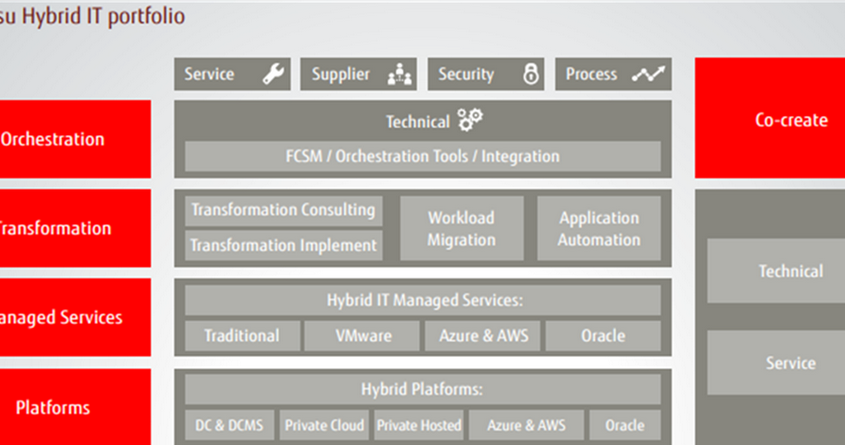 su Hybrid IT portfolio
Service
Supplier
Security
Process
Orchestration
Technical
FCSM / Orchestration Tools / Integration
Co-create
Transformation
Transformation Consulting
Transformation Implement
Workload
Migration
Application
Automation
Technical
Service
anaged Services
Hybrid IT Managed Services:
Traditional
VMware
Azure & AWS
Oracle
Platforms
Hybrid Platforms:
DC & DCMS
Private Cloud
Private Hosted
Azure & AWS
Oracle